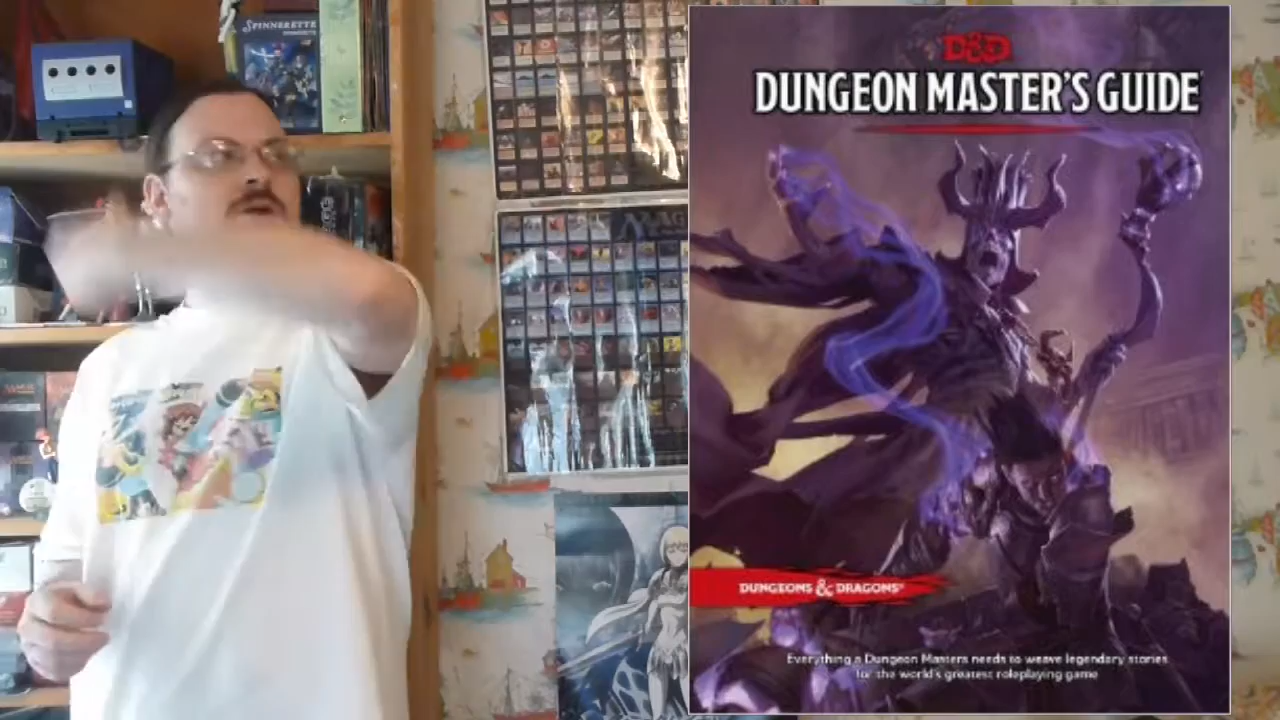 SPINNERETTE
MAGIC
D&D
DUNGEON MASTER'S GUIDE
DUNGEONS & DRAGONS®
Everything a Dungeon Masters needs to weave legendary stories
for the world's greatest roleplaying game